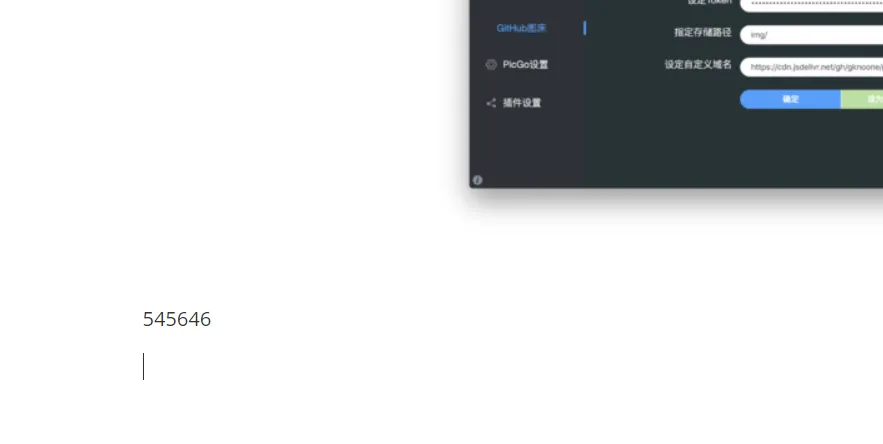 设定Token
GitHub图床
指定存储路径
img/
PicGo设置
设定自定义域名
https://cdn.jsdelivr.net/gh/gknoone/
插件设置
确定
设为
545646